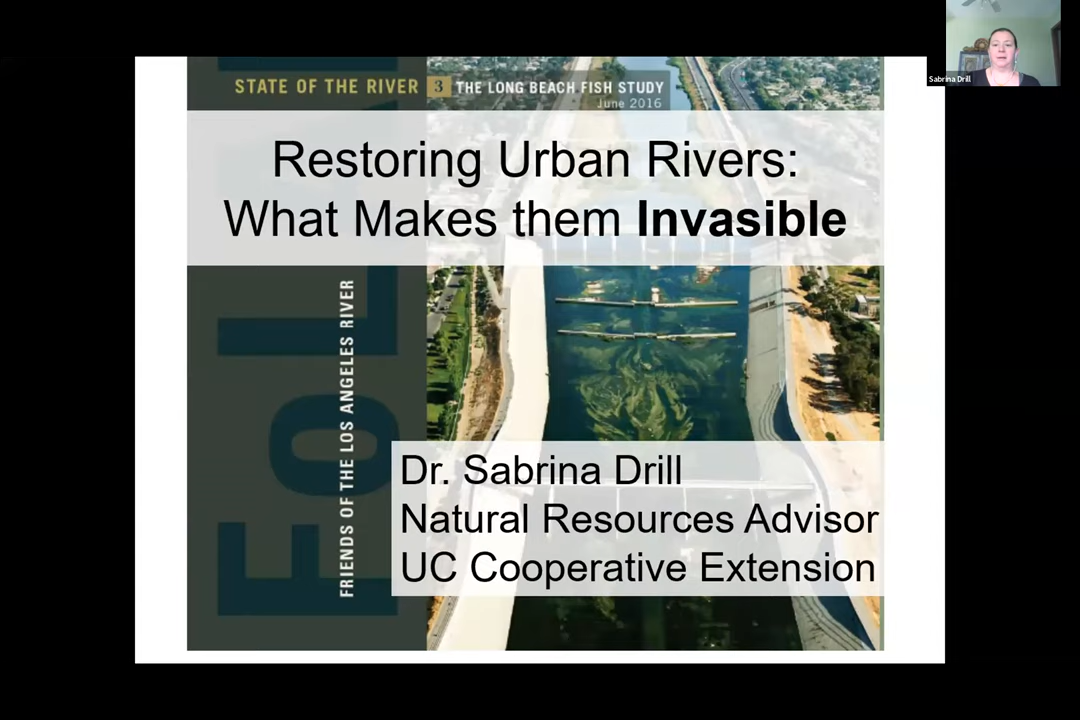 STATE OF THE RIVER 3 THE LONG BEACH FISH STUDY
June 2016
Restoring Urban Rivers:
What Makes them Invasible
FRIENDS OF THE LOS ANGELES RIVER
Dr. Sabrina Drill
Natural Resources Advisor
UC Cooperative Extension
Sabrina Drill